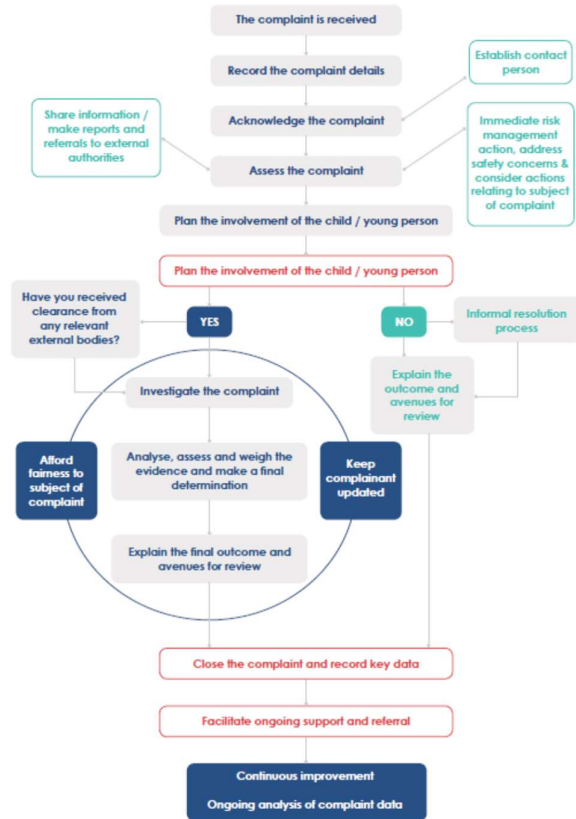 The complaint is received
Record the complaint details
Establish contact
person
Share information /
make reports and
referrals to external
authorities
Acknowledge the complaint
Immediate risk
management
action, address
safety concerns &
consider actions
relating to subject
of complaint
Assess the complaint
Plan the involvement of the child / young person
Plan the involvement of the child / young person
Have you received
clearance from
any relevant
external bodies?
YES
NO
Informal resolution
process
Investigate the complaint
Explain the
outcome and
avenues for
review
Afford
fairness to
subject of
complaint
Analyse, assess and weigh the
evidence and make a final
determination
Keep
complainant
updated
Explain the final outcome and
avenues for review
Close the complaint and record key data
Facilitate ongoing support and referral
Continuous improvement
Ongoing analysis of complaint data